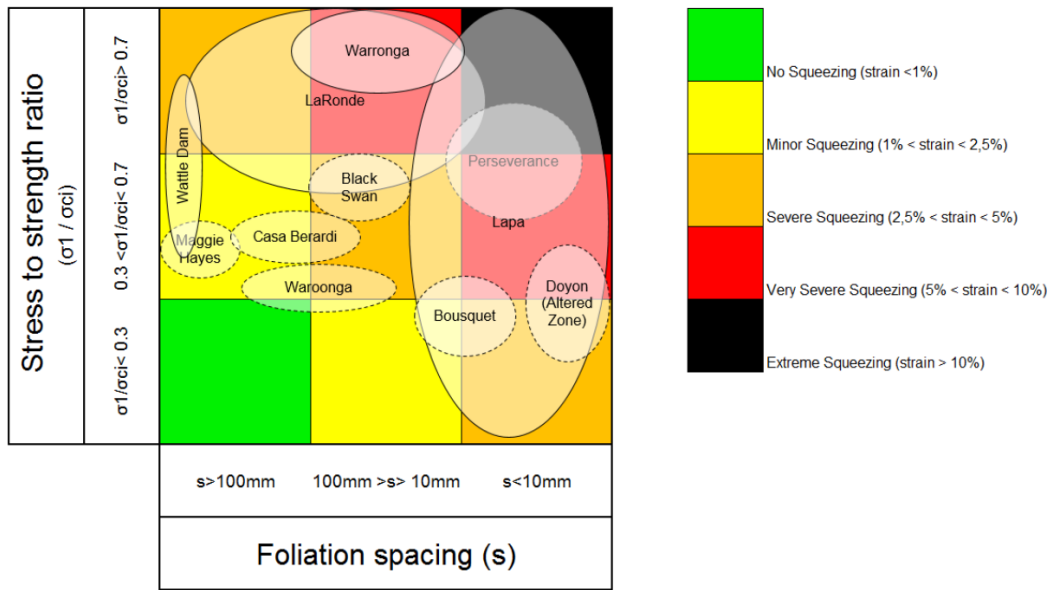 Stress to strength ratio
(σ1 / σci)
σ1/σci> 0.7
0.3 <σ1/σci< 0.7
σ1/σci< 0.3
Warronga
LaRonde
Wattle Dam
Perseverance
Black
Swan
Lapa
Maggie
Hayes
Casa Berardi
Waroonga
Bousquet
Doyon
(Altered
Zone)
s>100mm
100mm >s> 10mm
s<10mm
Foliation spacing (s)
No Squeezing (strain <1%)
Minor Squeezing (1% < strain < 2,5%)
Severe Squeezing (2,5% < strain < 5%)
Very Severe Squeezing (5% < strain < 10%)
Extreme Squeezing (strain > 10%)